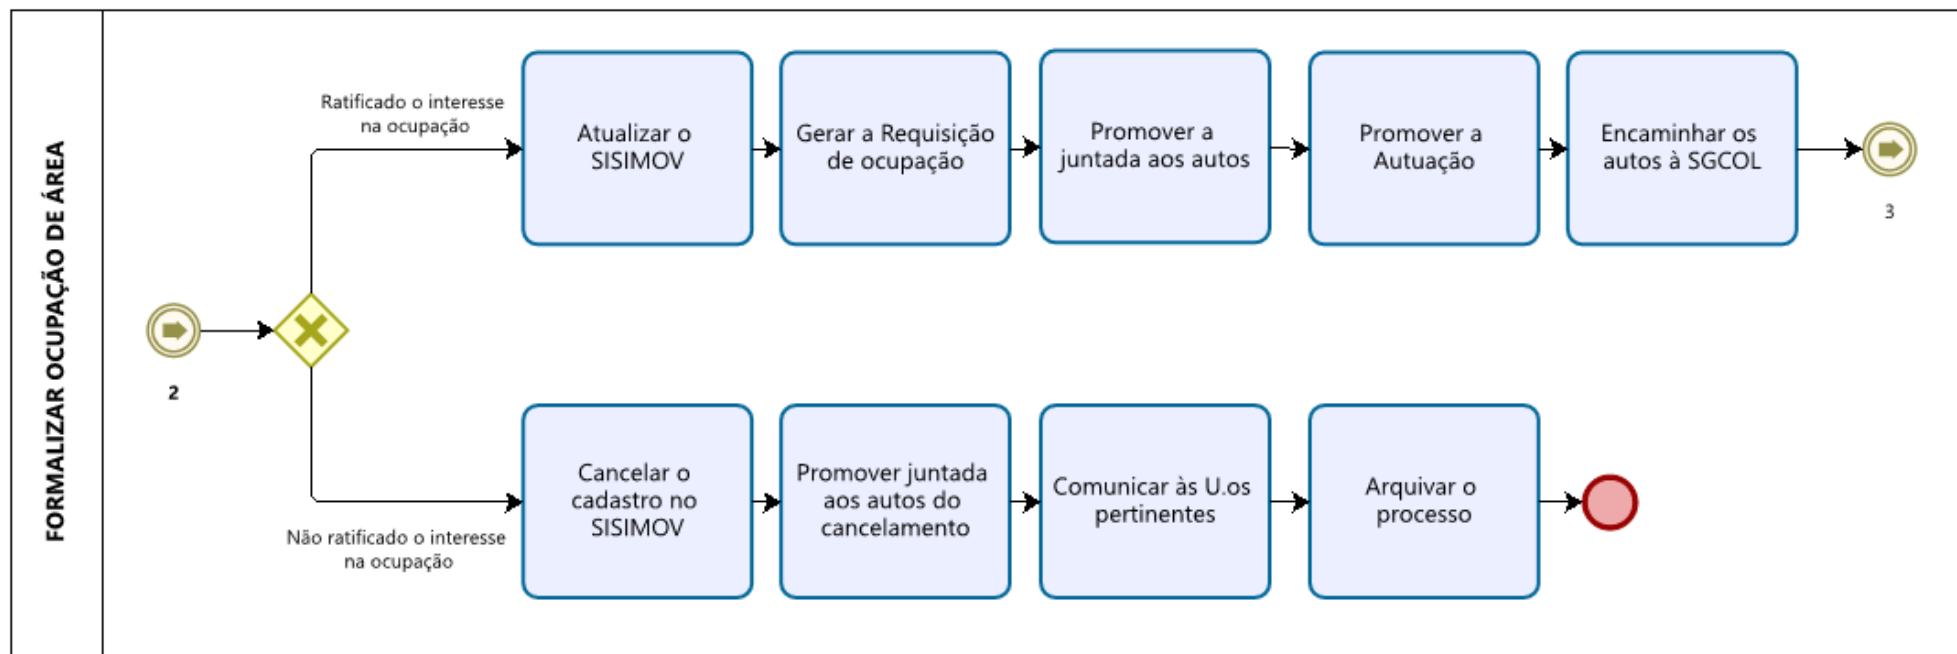 FORMALIZAR OCUPAÇÃO DE ÁREA
2
Ratificado o interesse
na ocupação
Atualizar o
SISIMOV
Gerar a Requisição
de ocupação
Promover a
juntada aos autos
Promover a
Autuação
Encaminhar os
autos à SGCOL
3
Não ratificado o interesse
na ocupação
Cancelar o
cadastro no
SISIMOV
Promover juntada
aos autos do
cancelamento
Comunicar às U.os
pertinentes
Arquivar o
processo